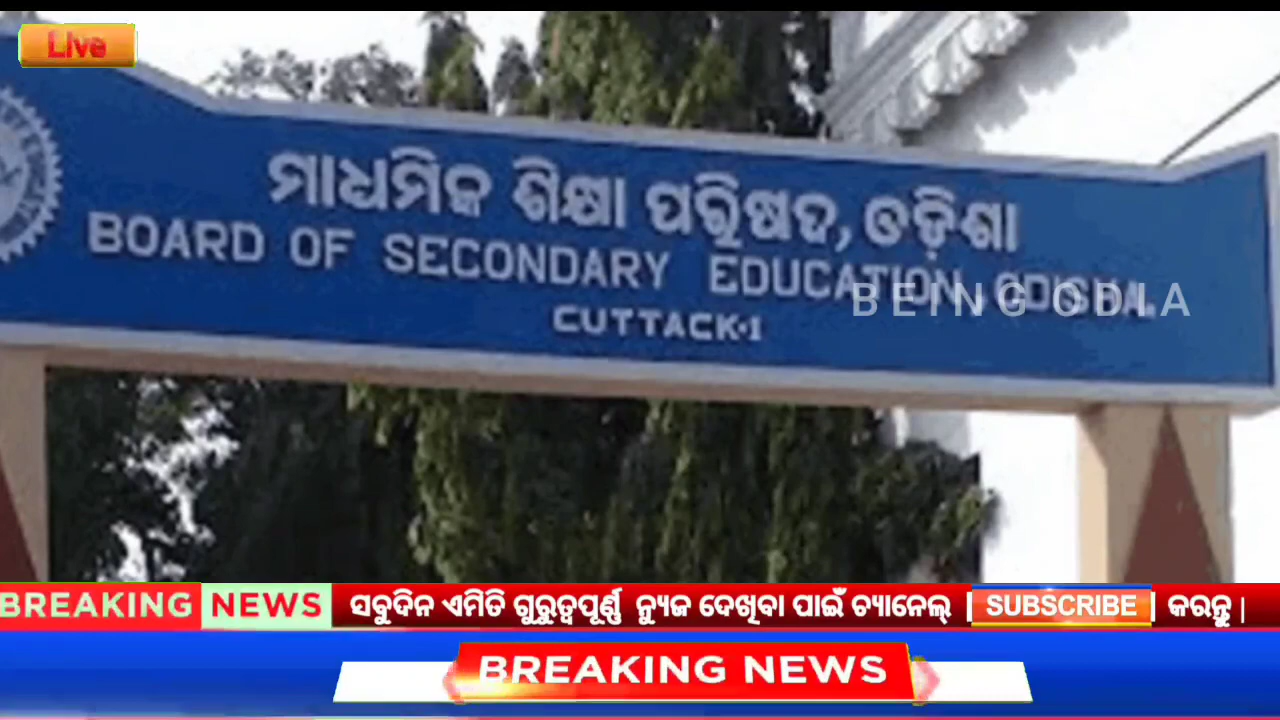 Live
ମାଧ୍ୟମିକ ଶିକ୍ଷା ପରିଷଦ, ଓଡ଼ିଶା
BOARD OF SECONDARY EDUCATION, ODISHA.
CUTTACK-1
BEING ODIA
BREAKING NEWS ସବୁଦିନ ଏମିତି ଗୁରୁତ୍ୱପୂର୍ଣ୍ଣ ନ୍ୟୁଜ ଦେଖିବା ପାଇଁ ଚ୍ୟାନେଲ୍ | SUBSCRIBE | କରନ୍ତୁ |
BREAKING NEWS